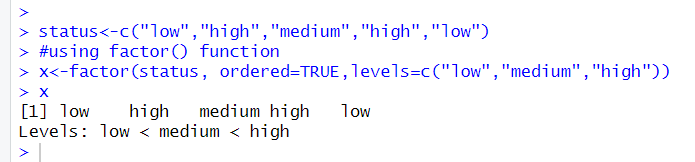 >
> status<-c("low","high","medium","high","low")
> #using factor() function
> x<-factor(status, ordered=TRUE,levels=c("low","medium","high"))
> x
[1] low    high   medium high   low
Levels: low < medium < high
>